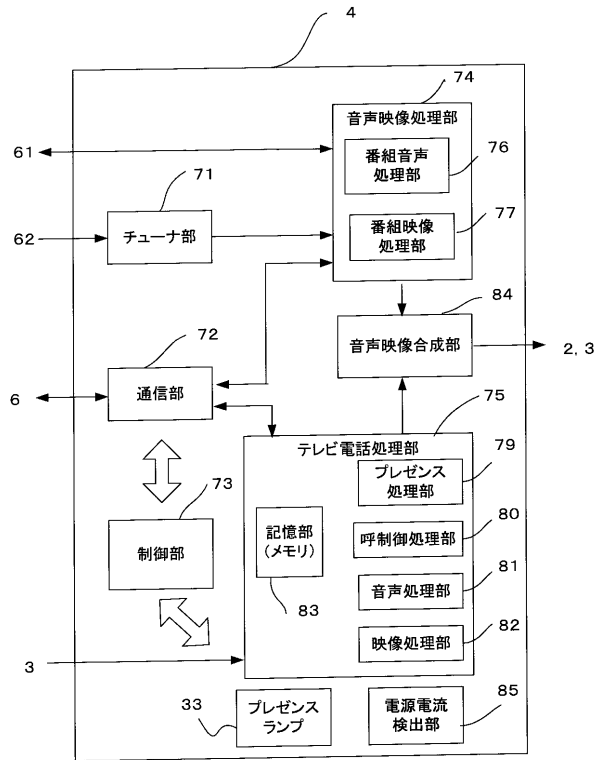 4
74
音声映像処理部
61
番組音声
処理部
76
71
62
チューナ部
番組映像
処理部
77
84
72
音声映像合成部
2, 3
6
通信部
75
テレビ電話処理部
79
プレゼンス
処理部
73
制御部
記憶部
(メモリ)
83
呼制御処理部
80
音声処理部
81
映像処理部
82
3
33
プレゼンス
ランプ
電源電流
検出部
85